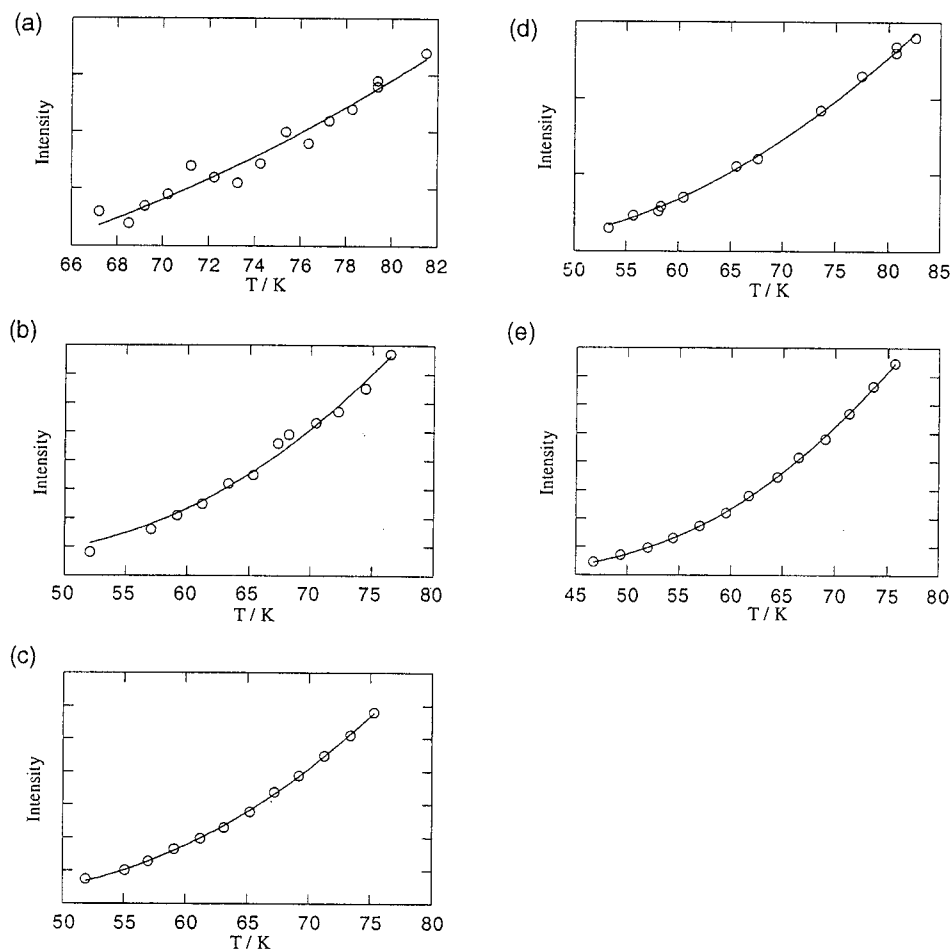 (a)
Intensity
66 68 70 72 74 76 78 80 82
T / K
(b)
Intensity
50 55 60 65 70 75 80
T / K
(c)
Intensity
50 55 60 65 70 75 80
T / K
(d)
Intensity
50 55 60 65 70 75 80 85
T / K
(e)
Intensity
45 50 55 60 65 70 75 80
T / K